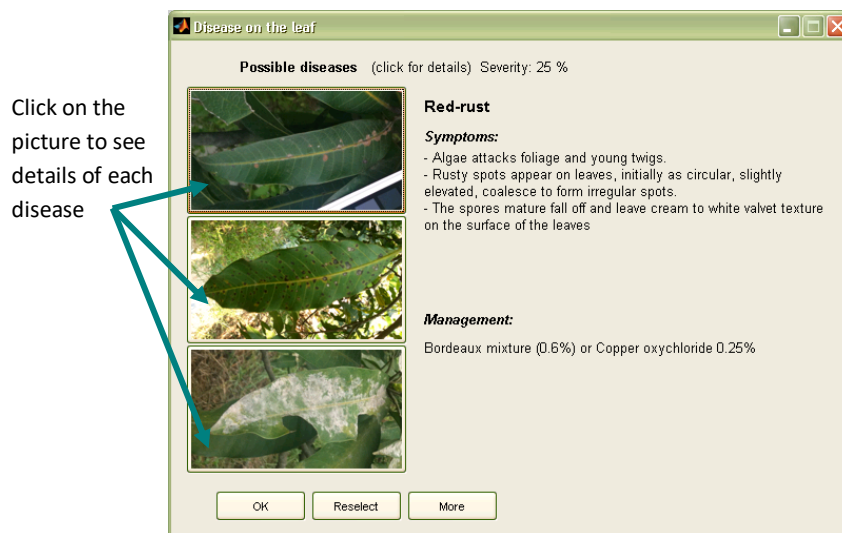 Disease on the leaf
Possible diseases (click for details) Severity: 25 %
Click on the
picture to see
details of each
disease
Red-rust
Symptoms:
- Algae attacks foliage and young twigs.
- Rusty spots appear on leaves, initially as circular, slightly
elevated, coalesce to form irregular spots.
- The spores mature fall off and leave cream to white valvet texture
on the surface of the leaves
Management:
Bordeaux mixture (0.6%) or Copper oxychloride 0.25%
OK
Reselect
More